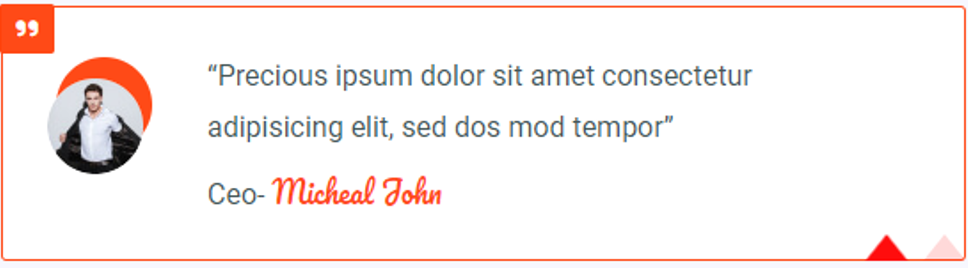 “Precious ipsum dolor sit amet consectetur
adipisicing elit, sed dos mod tempor”
Ceo- Micheal John